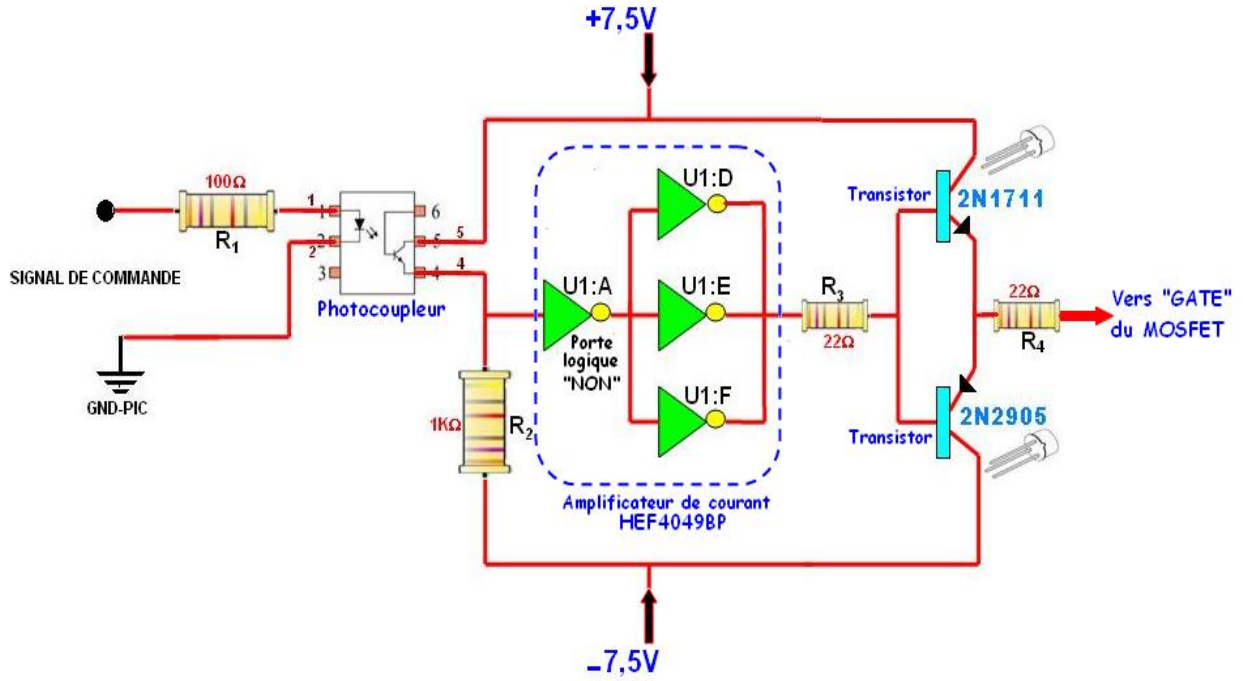 +7,5V
U1:D
Transistor
2N1711
100Ω
R1
1
1
2
2
3
6
5
5
4
4
SIGNAL DE COMMANDE
Photocoupleur
U1:A
U1:E
R3
22Ω
22Ω
R4
Vers "GATE"
du MOSFET
Porte
logique
"NON"
GND-PIC
1KΩ
R2
U1:F
Transistor
2N2905
Amplificateur de courant
HEF4049BP
–7,5V